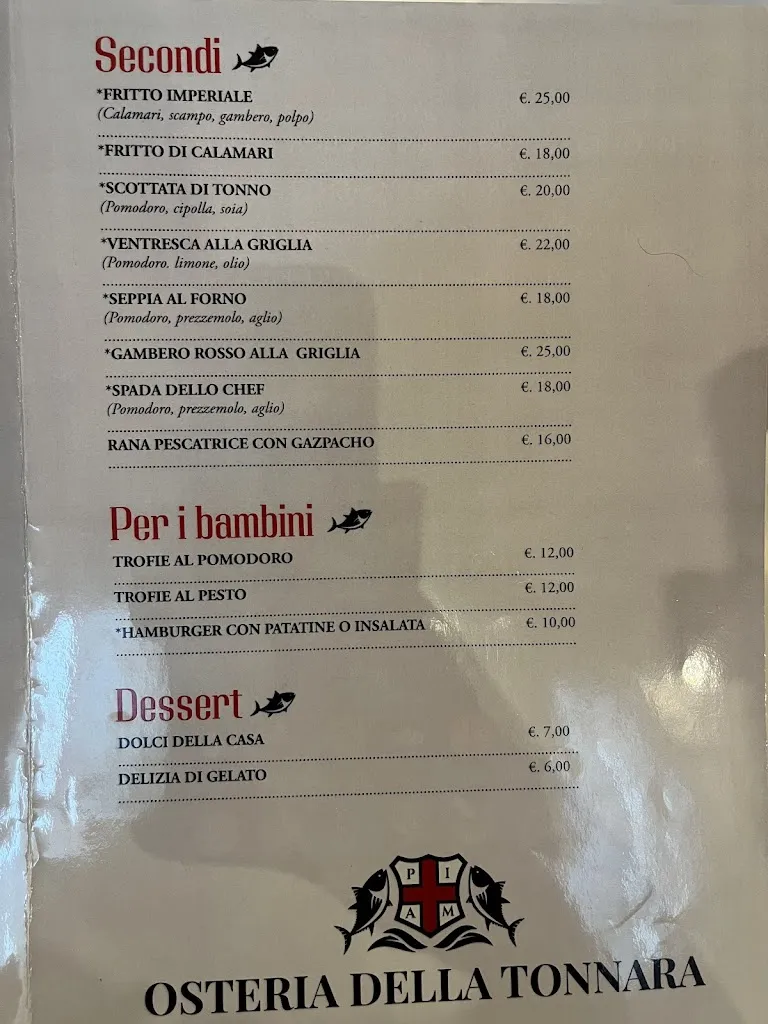 Secondi
*FRITTO IMPERIALE €. 25,00
(Calamari, scampo, gambero, polpo)
*FRITTO DI CALAMARI €. 18,00
*SCOTTATA DI TONNO €. 20,00
(Pomodoro, cipolla, soia)
*VENTRESCA ALLA GRIGLIA €. 22,00
(Pomodoro. limone, olio)
*SEPPIA AL FORNO €. 18,00
(Pomodoro, prezzemolo, aglio)
*GAMBERO ROSSO ALLA GRIGLIA €. 25,00
*SPADA DELLO CHEF €. 18,00
(Pomodoro, prezzemolo, aglio)
RANA PESCATRICE CON GAZPACHO €. 16,00
Per i bambini
TROFIE AL POMODORO €. 12,00
TROFIE AL PESTO €. 12,00
*HAMBURGER CON PATATINE O INSALATA €. 10,00
Dessert
DOLCI DELLA CASA €. 7,00
DELIZIA DI GELATO €. 6,00
P I
A M
OSTERIA DELLA TONNARA